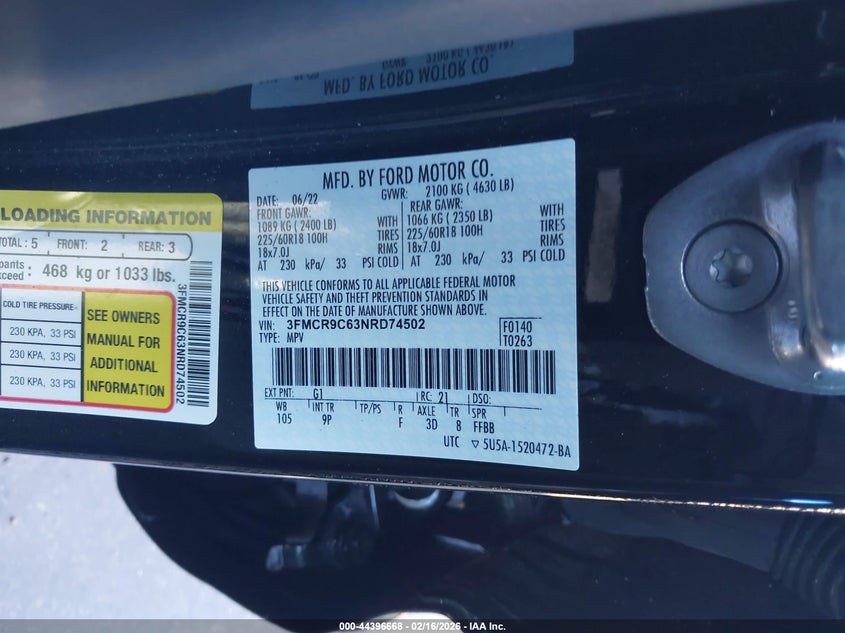 MFD. BY FORD MOTOR CO.
DATE: 06/22
GVWR: 2100 KG ( 4630 LB)
FRONT GAWR:
1089 KG ( 2400 LB)
225/60R18 100H
18x7.0J
AT 230 kPa/ 33 PSI COLD
WITH
TIRES
RIMS
REAR GAWR:
1066 KG ( 2350 LB)
225/60R18 100H
18x7.0J
AT 230 kPa/ 33 PSI COLD
WITH
TIRES
RIMS
THIS VEHICLE CONFORMS TO ALL APPLICABLE FEDERAL MOTOR
VEHICLE SAFETY AND THEFT PREVENTION STANDARDS IN
EFFECT ON THE DATE OF MANUFACTURE SHOWN ABOVE.
VIN: 3FMCR9C63NRD74502
TYPE: MPV
F0140
T0263
EXT PNT: G1 RC: 21 DSO:
WB INT TR TP/PS R AXLE TR SPR
105 9P F 3D 8 FFBB
UTC ▽ 5U5A-1520472-BA
LOADING INFORMATION
TOTAL : 5 FRONT: 2 REAR: 3
pants
xceed : 468 kg or 1033 lbs.
COLD TIRE PRESSURE
230 KPA, 33 PSI
230 KPA, 33 PSI
230 KPA, 33 PSI
SEE OWNERS
MANUAL FOR
ADDITIONAL
INFORMATION
3FMCR9C63NRD74502
MFD. BY FORD MOTOR CO.
000-44396668 - 02/16/2026 - IAA Inc.